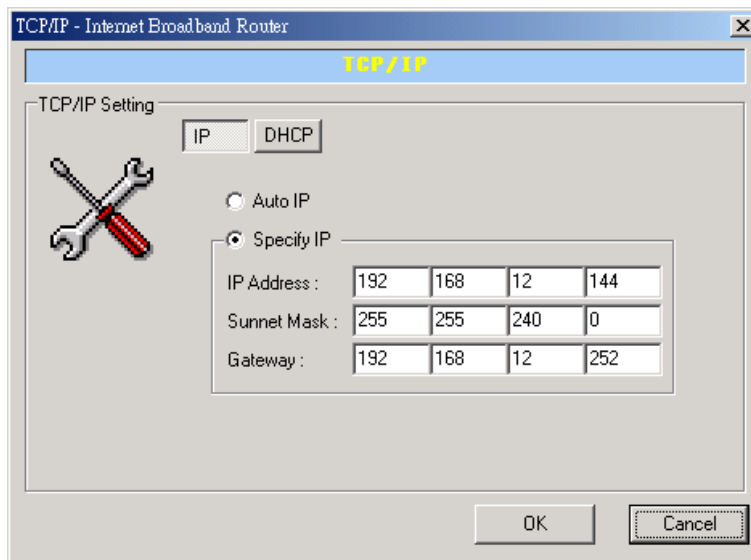 TCP/IP - Internet Broadband Router
TCP/IP
TCP/IP Setting
IP DHCP
Auto IP
Specify IP
IP Address : 192 168 12 144
Sunnet Mask : 255 255 240 0
Gateway : 192 168 12 252
OK Cancel